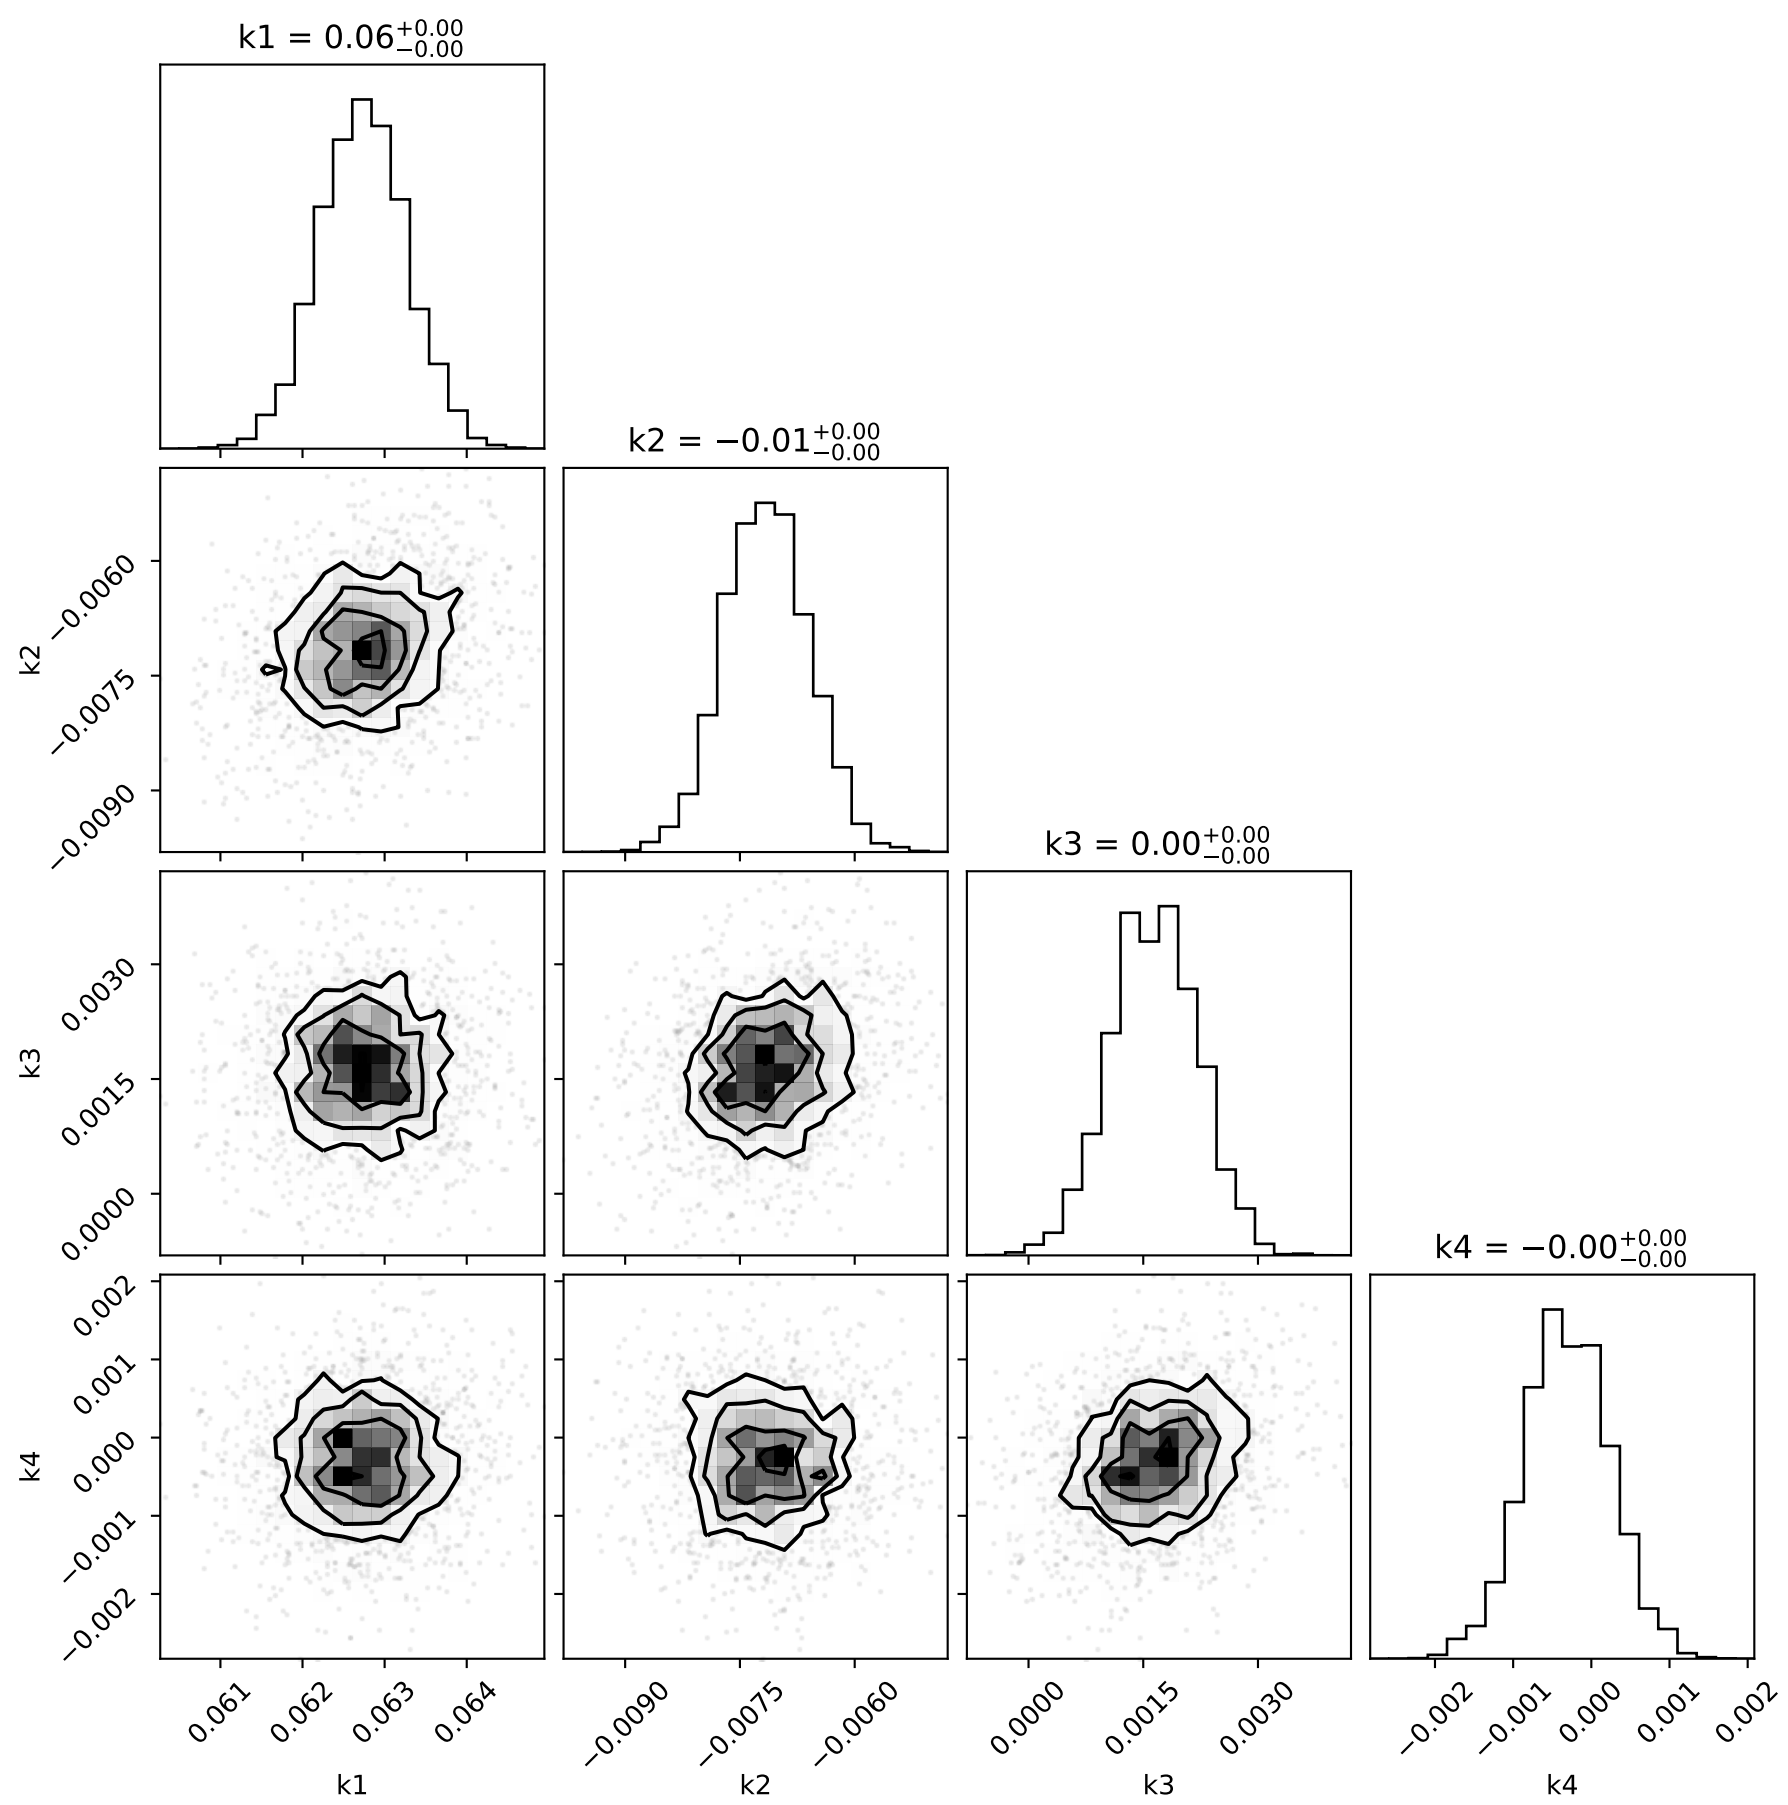 k1 = 0.06+0.00−0.00
k2 = −0.01+0.00−0.00
−0.0060
−0.0075
−0.0090
k2
k3 = 0.00+0.00−0.00
0.0030
0.0015
0.0000
k3
k4 = −0.00+0.00−0.00
0.002
0.001
0.000
−0.001
−0.002
k4
0.061 0.062 0.063 0.064
−0.0090 −0.0075 −0.0060
0.0000 0.0015 0.0030
−0.002 −0.001 0.000 0.001 0.002
k1 k2 k3 k4